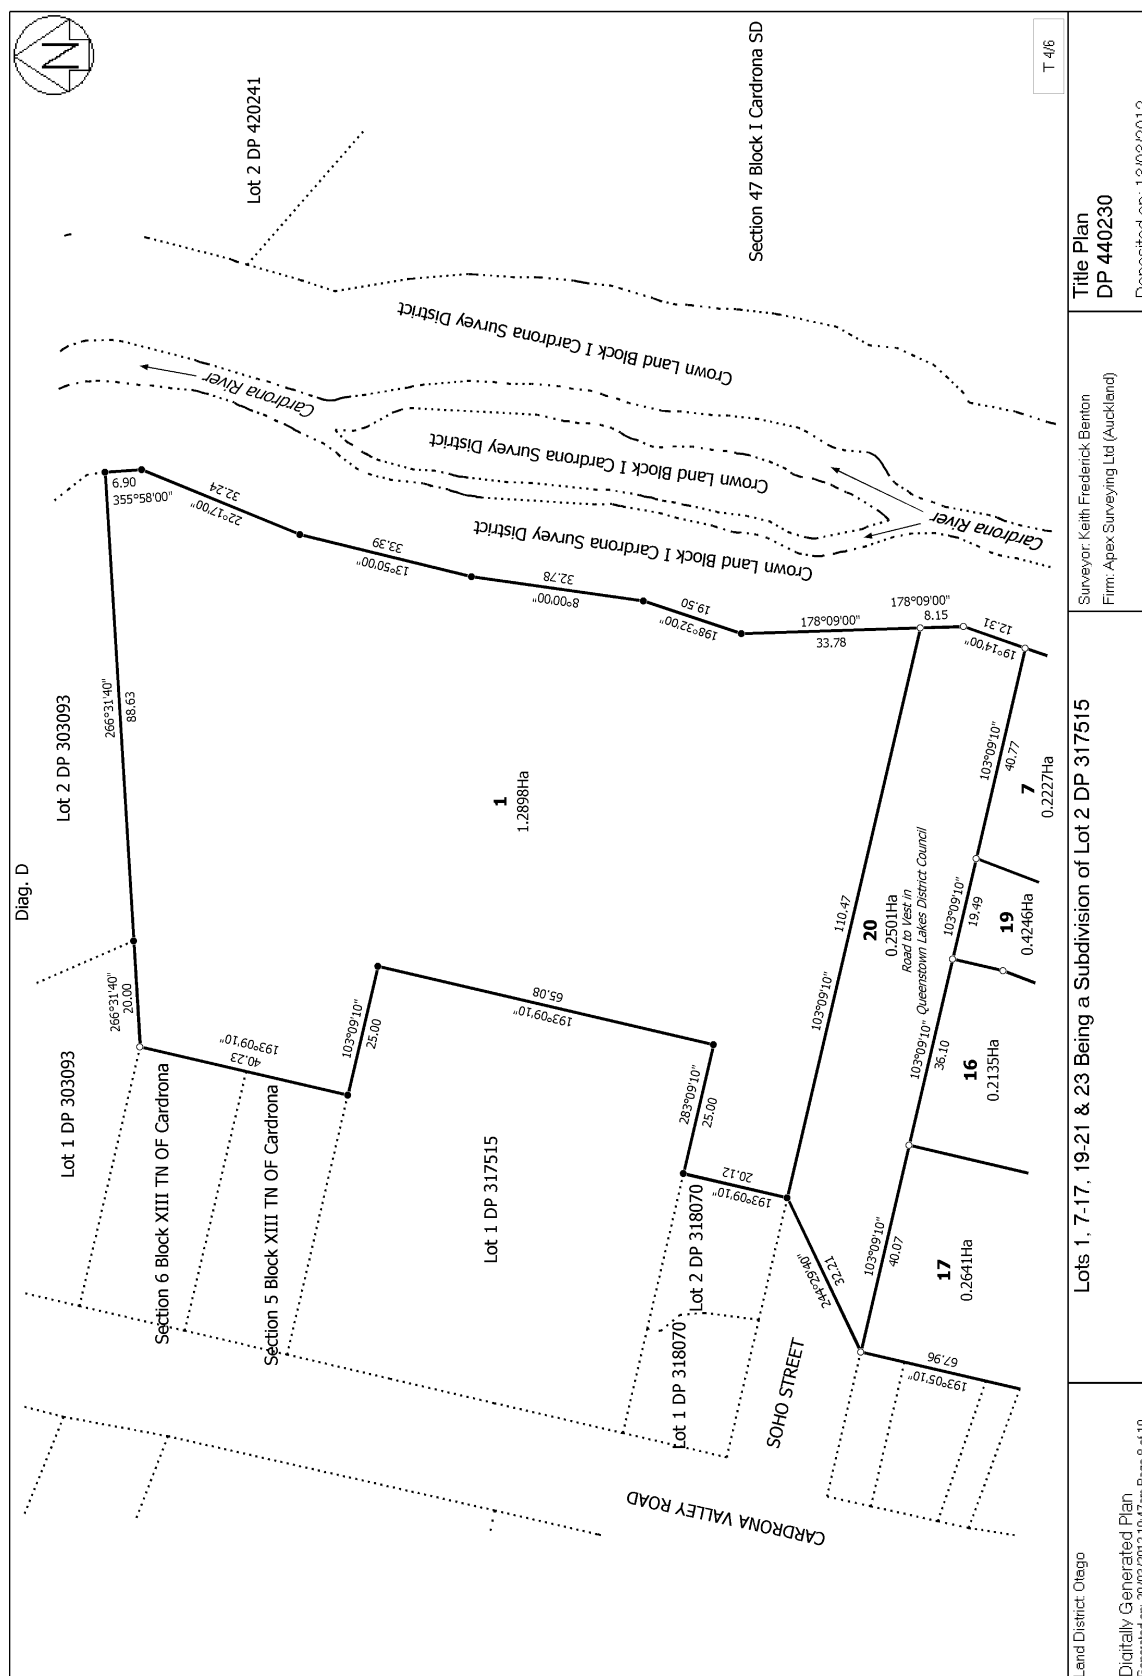 N
Diag. D
T 4/6
Lot 1 DP 303093
Lot 2 DP 303093
Lot 2 DP 420241
Section 47 Block I Cardrona SD
266°31'40"
20.00
266°31'40"
88.63
6.90
355°58'00"
32.24
22°17'00"
33.39
13°50'00"
32.78
8°00'00"
19.50
198°32'00"
178°09'00"
33.78
178°09'00"
8.15
12.31
19°14'00"
Cardrona River
Crown Land Block I Cardrona Survey District
Crown Land Block I Cardrona Survey District
Crown Land Block I Cardrona Survey District
Cardrona River
Section 6 Block XIII TN OF Cardrona
Section 5 Block XIII TN OF Cardrona
40.23
193°09'10"
103°09'10"
25.00
65.08
193°09'10"
283°09'10"
25.00
20.12
193°09'10"
1
1.2898Ha
Lot 1 DP 317515
Lot 2 DP 318070
Lot 1 DP 318070
SOHO STREET
CARDRONA VALLEY ROAD
244°29'40"
32.21
103°09'10"
110.47
20
0.2501Ha
Road to Vest in
Queenstown Lakes District Council
103°09'10"
40.07
103°09'10"
36.10
103°09'10"
19.49
103°09'10"
40.77
67.96
193°05'10"
17
0.2641Ha
16
0.2135Ha
19
0.4246Ha
7
0.2227Ha
Land District: Otago
Digitally Generated Plan
Lots 1, 7-17, 19-21 & 23 Being a Subdivision of Lot 2 DP 317515
Surveyor: Keith Frederick Benton
Firm: Apex Surveying Ltd (Auckland)
Title Plan
DP 440230